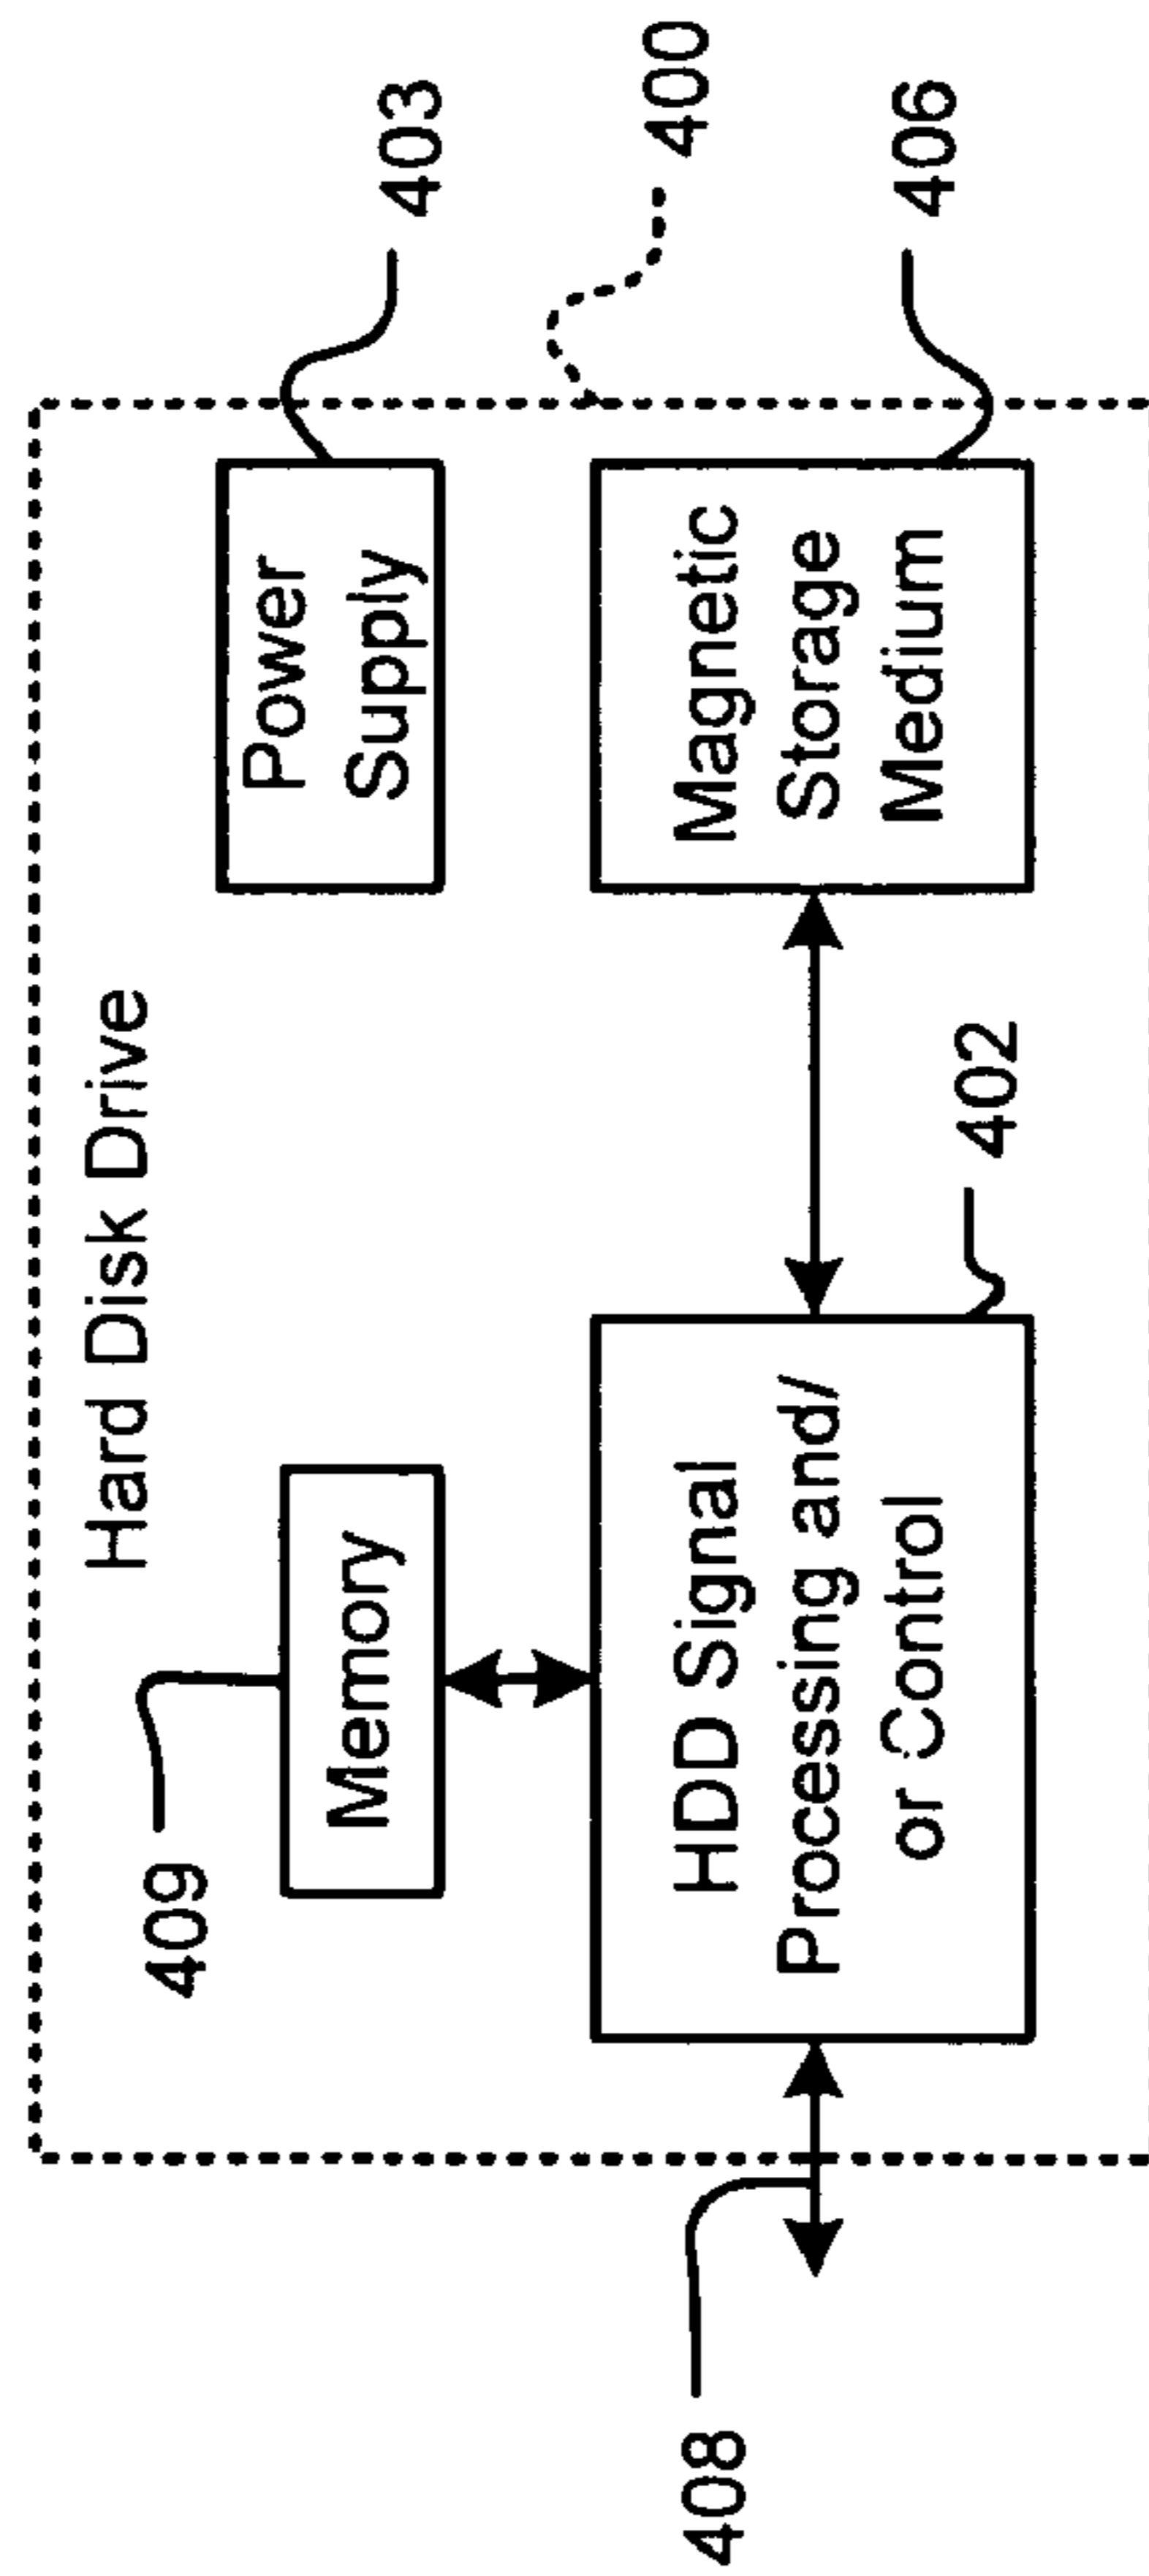 Hard Disk Drive
409
Memory
Power
Supply
403
400
408
HDD Signal
Processing and/
or Control
402
Magnetic
Storage
Medium
406